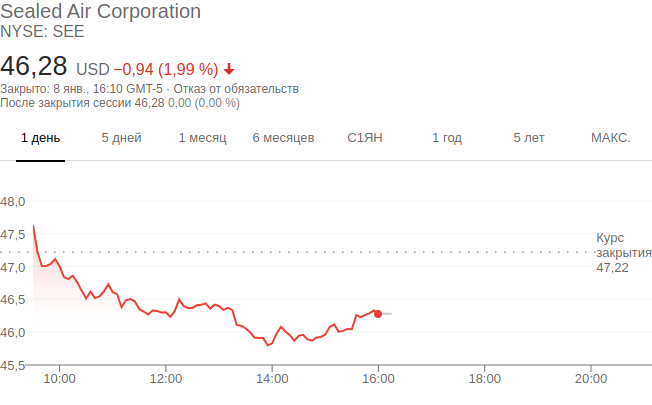 Sealed Air Corporation
NYSE: SEE
46,28 USD −0,94 (1,99 %)
Закрыто: 8 янв., 16:10 GMT-5 · Отказ от обязательств
После закрытия сессии 46,28 0,00 (0,00 %)
1 день 5 дней 1 месяц 6 месяцев С1ЯН 1 год 5 лет МАКС.
48,0
47,5
Курс
закрытия
47,22
47,0
46,5
46,0
45,5
10:00 12:00 14:00 16:00 18:00 20:00